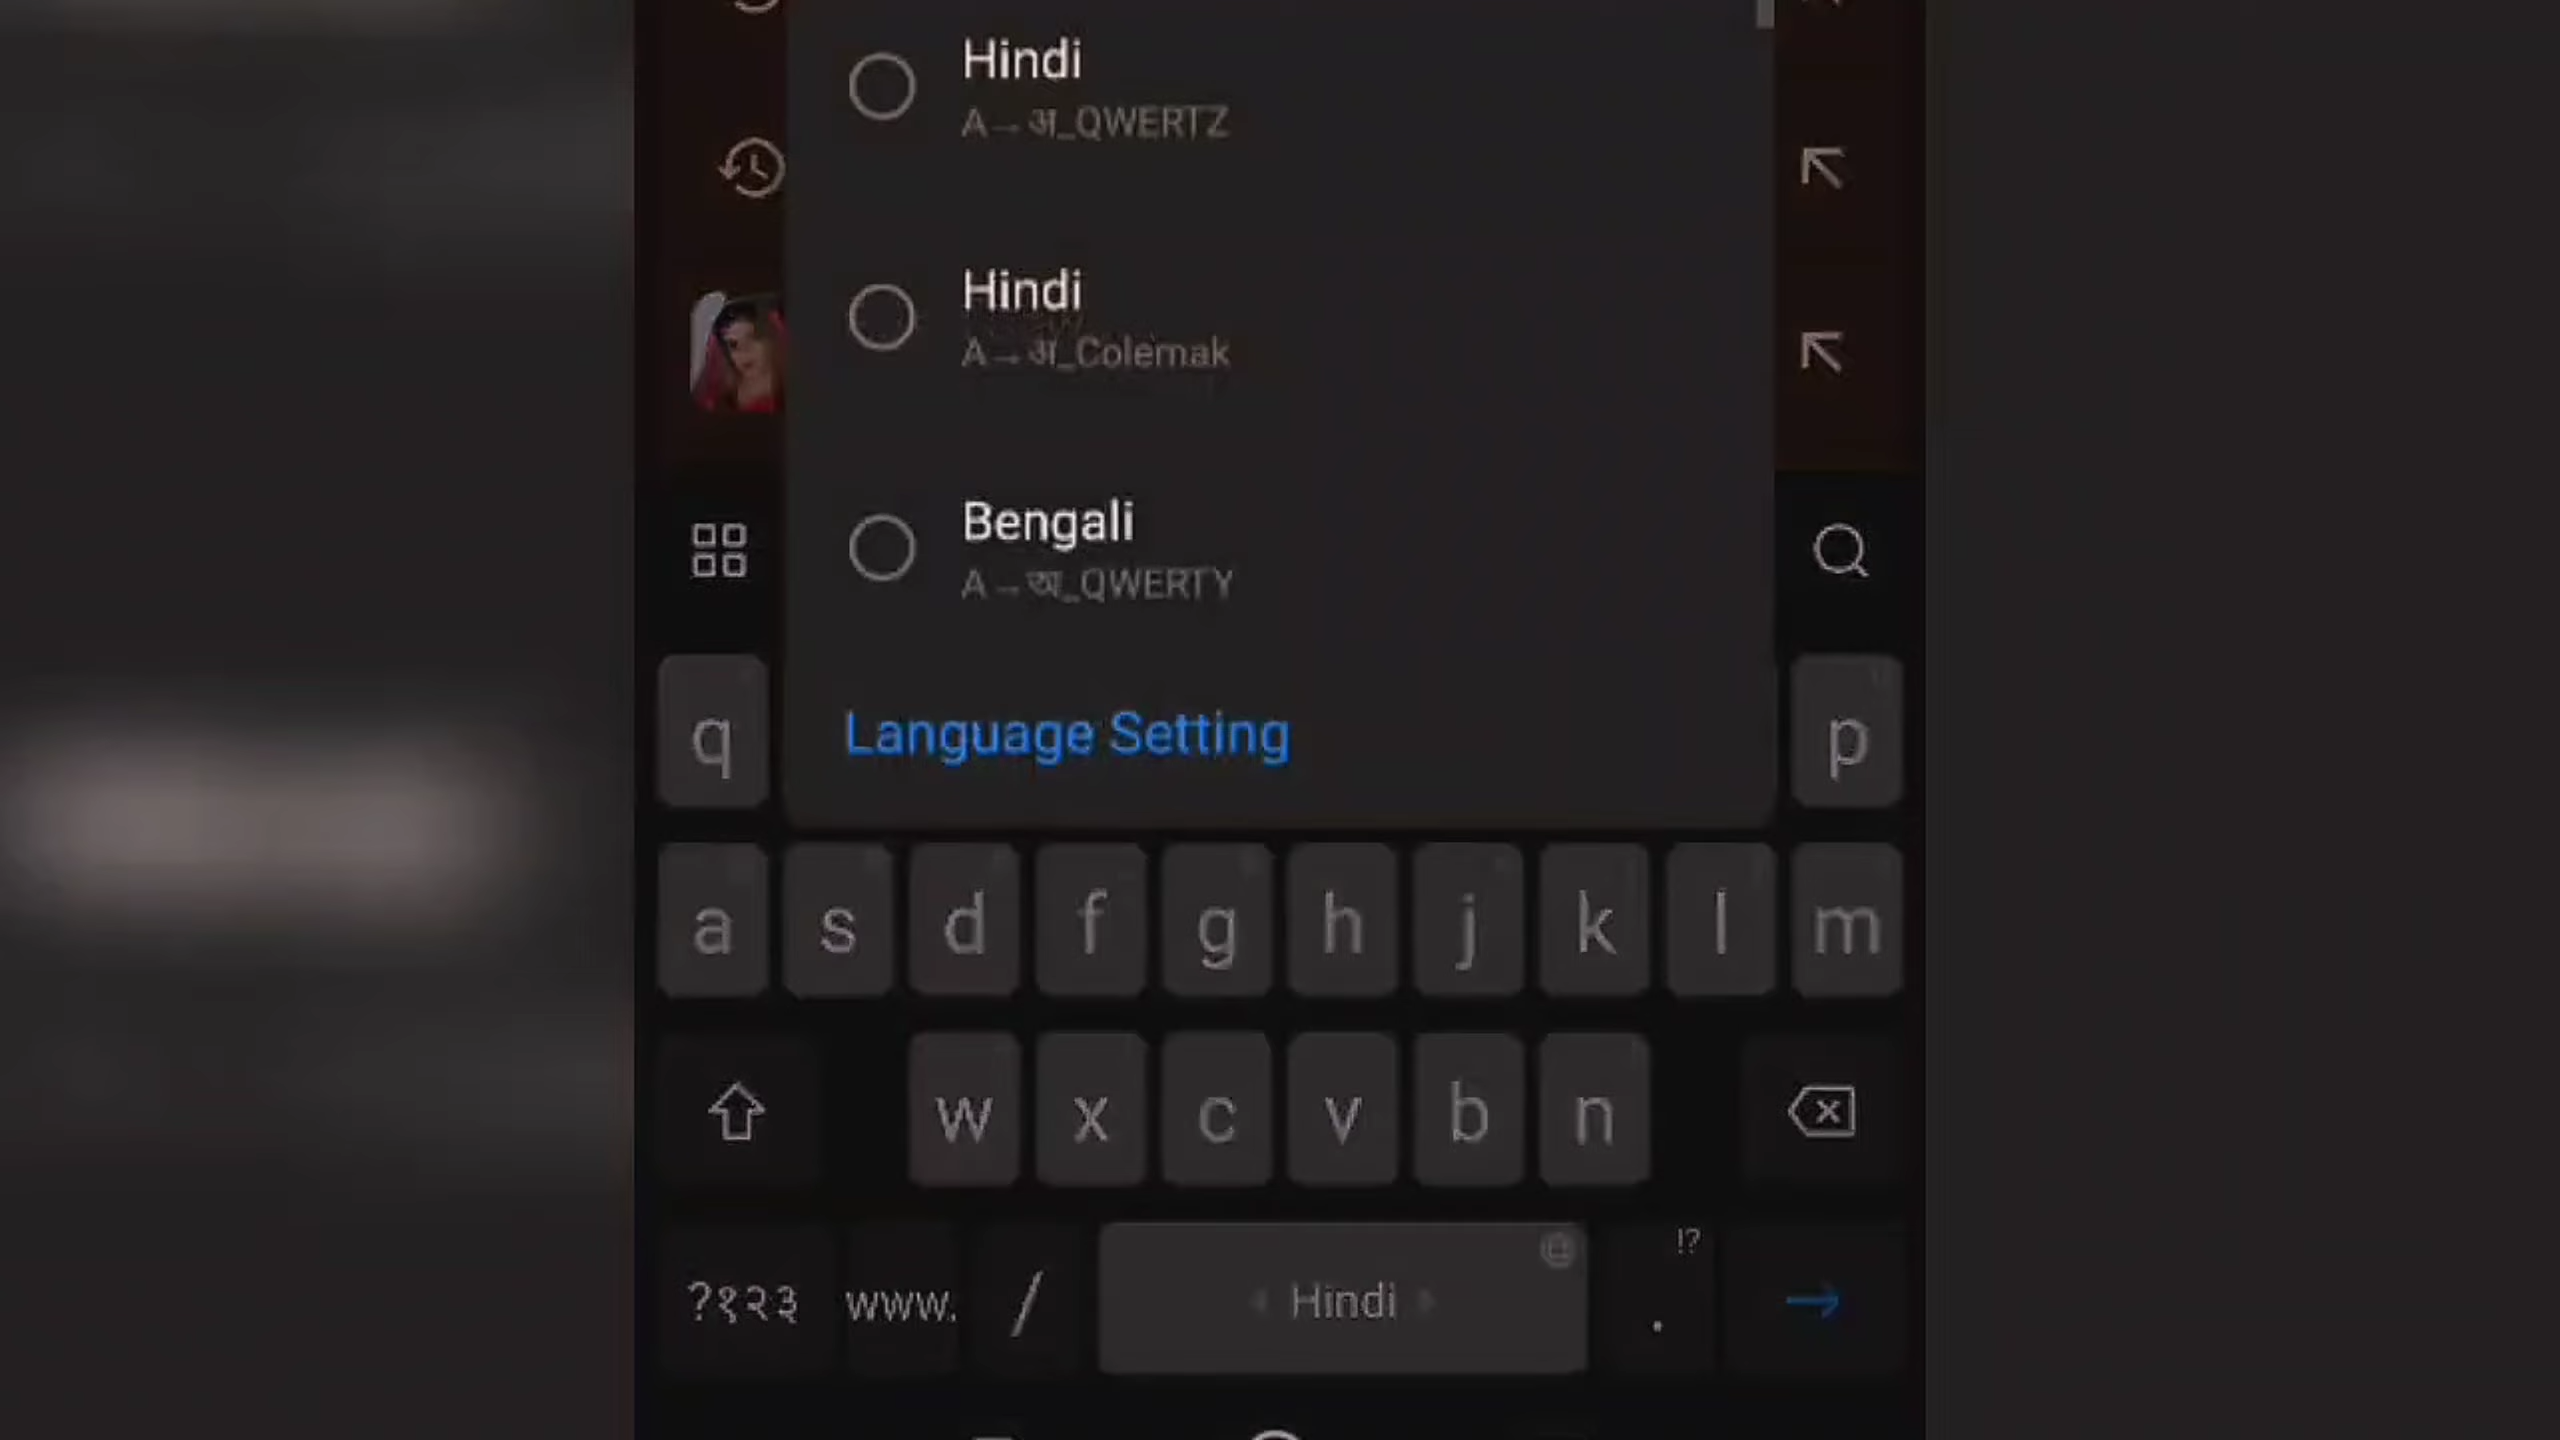 Hindi
A→अ_QWERTZ
Hindi
A→अ_Colemak
Bengali
A→অ_QWERTY
Language Setting
q p
a s d f g h j k l m
w x c v b n
!?
?१२३ www. / Hindi .